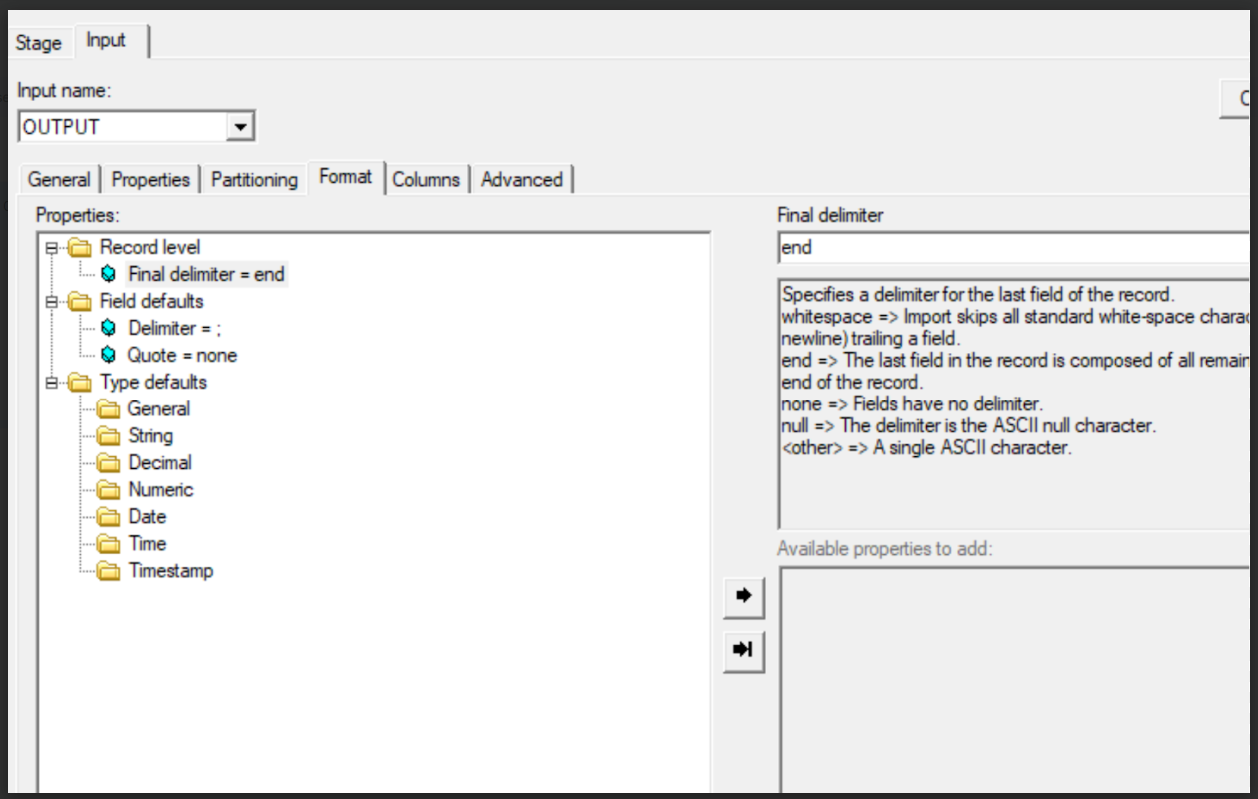 Stage Input
Input name:
OUTPUT
General Properties Partitioning Format Columns Advanced
Properties:
Record level
Final delimiter = end
Field defaults
Delimiter = ;
Quote = none
Type defaults
General
String
Decimal
Numeric
Date
Time
Timestamp
Final delimiter
end
Specifies a delimiter for the last field of the record.
whitespace => Import skips all standard white-space
newline) trailing a field.
end => The last field in the record is composed of all
end of the record.
none => Fields have no delimiter.
null => The delimiter is the ASCII null character.
<other> => A single ASCII character.
Available properties to add: